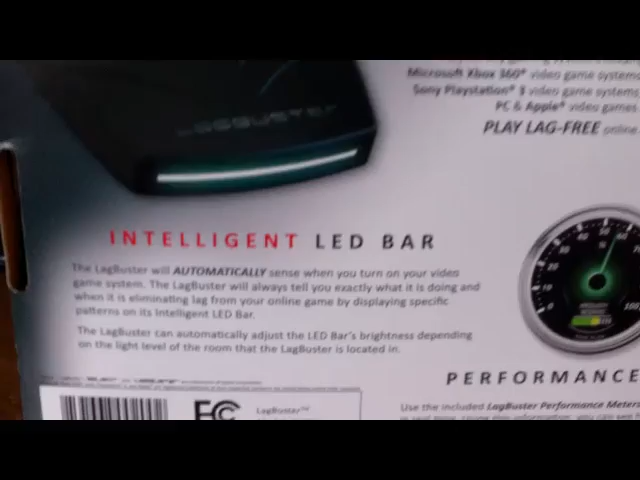 Microsoft Xbox 360® video game systems
Sony Playstation® 3 video game systems
PC & Apple® video games
PLAY LAG-FREE online
LAGBUSTER
INTELLIGENT LED BAR
The LagBuster will AUTOMATICALLY sense when you turn on your video
game system. The LagBuster will always tell you exactly what it is doing and
when it is eliminating lag from your online game by displaying specific
patterns on its Intelligent LED Bar.
The LagBuster can automatically adjust the LED Bar's brightness depending
on the light level of the room that the LagBuster is located in.
PERFORMANCE
Use the included LagBuster Performance Meters
FC
LagBuster™